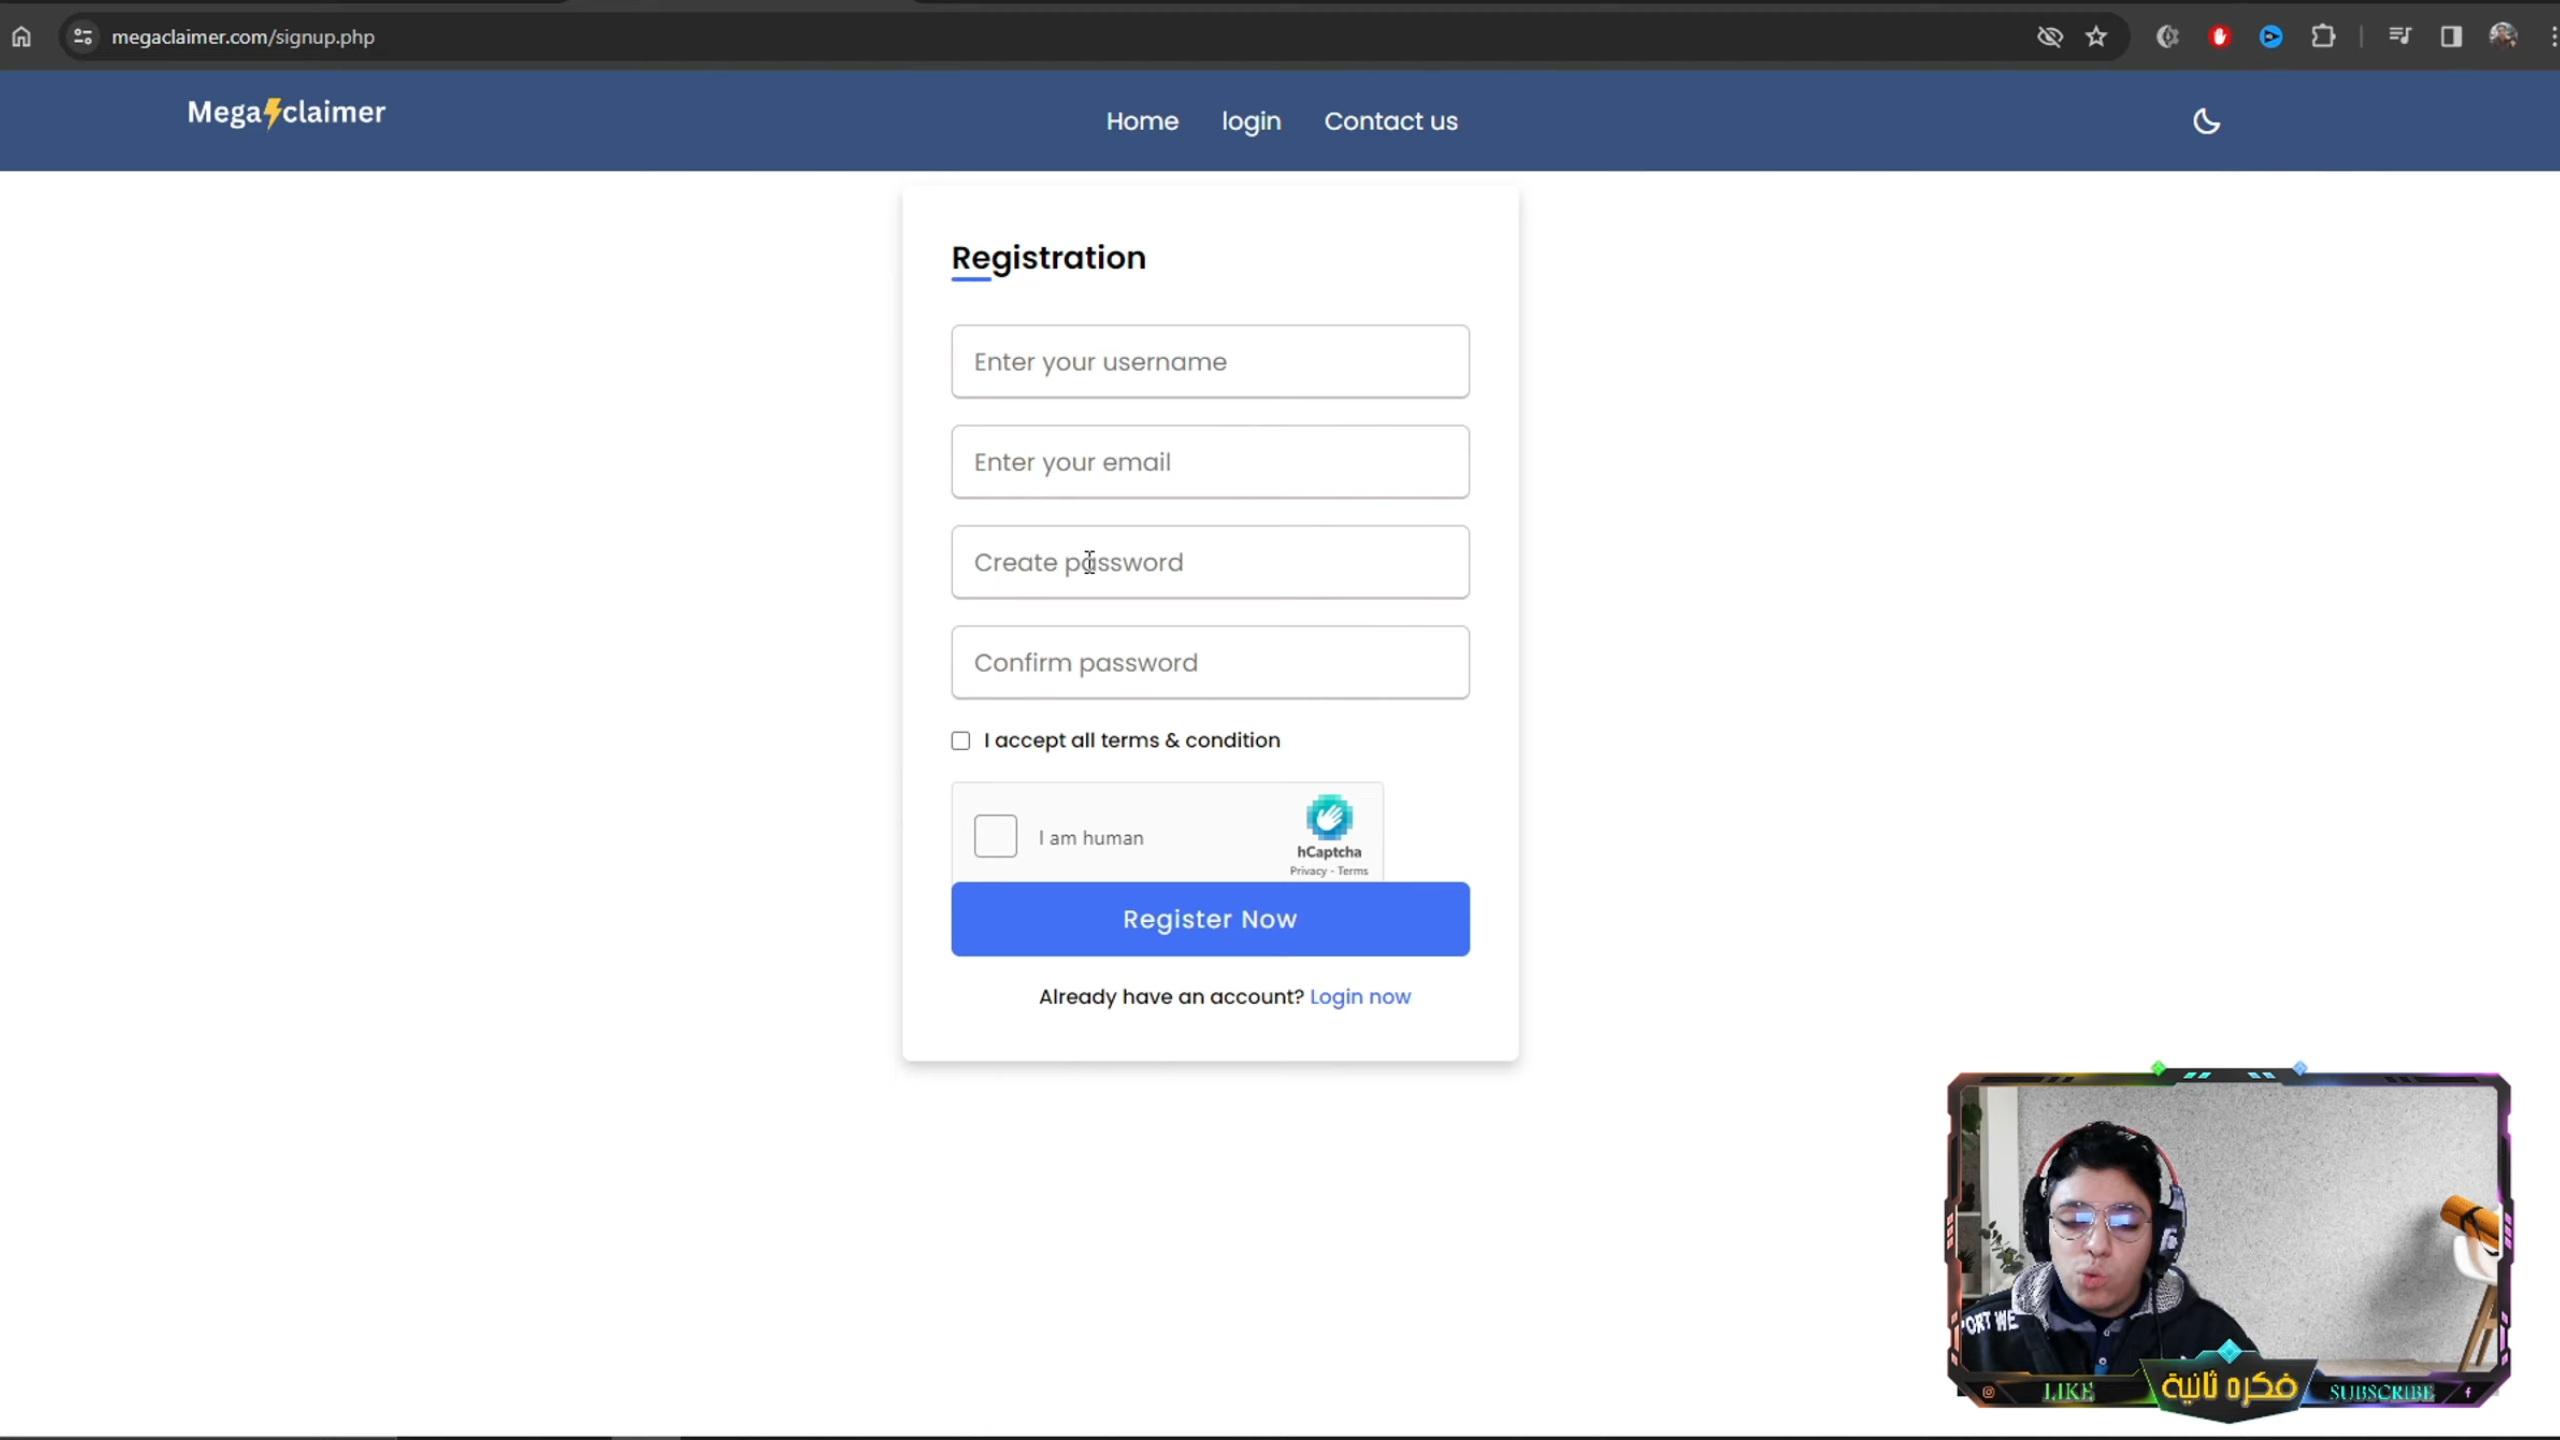 megaclaimer.com/signup.php
Mega claimer
Home
login
Contact us
Registration
Enter your username
Enter your email
Create password
Confirm password
I accept all terms & condition
I am human
hCaptcha
Privacy - Terms
Register Now
Already have an account? Login now
PORT WE
LIKE
فكره ثانية
SUBSCRIBE